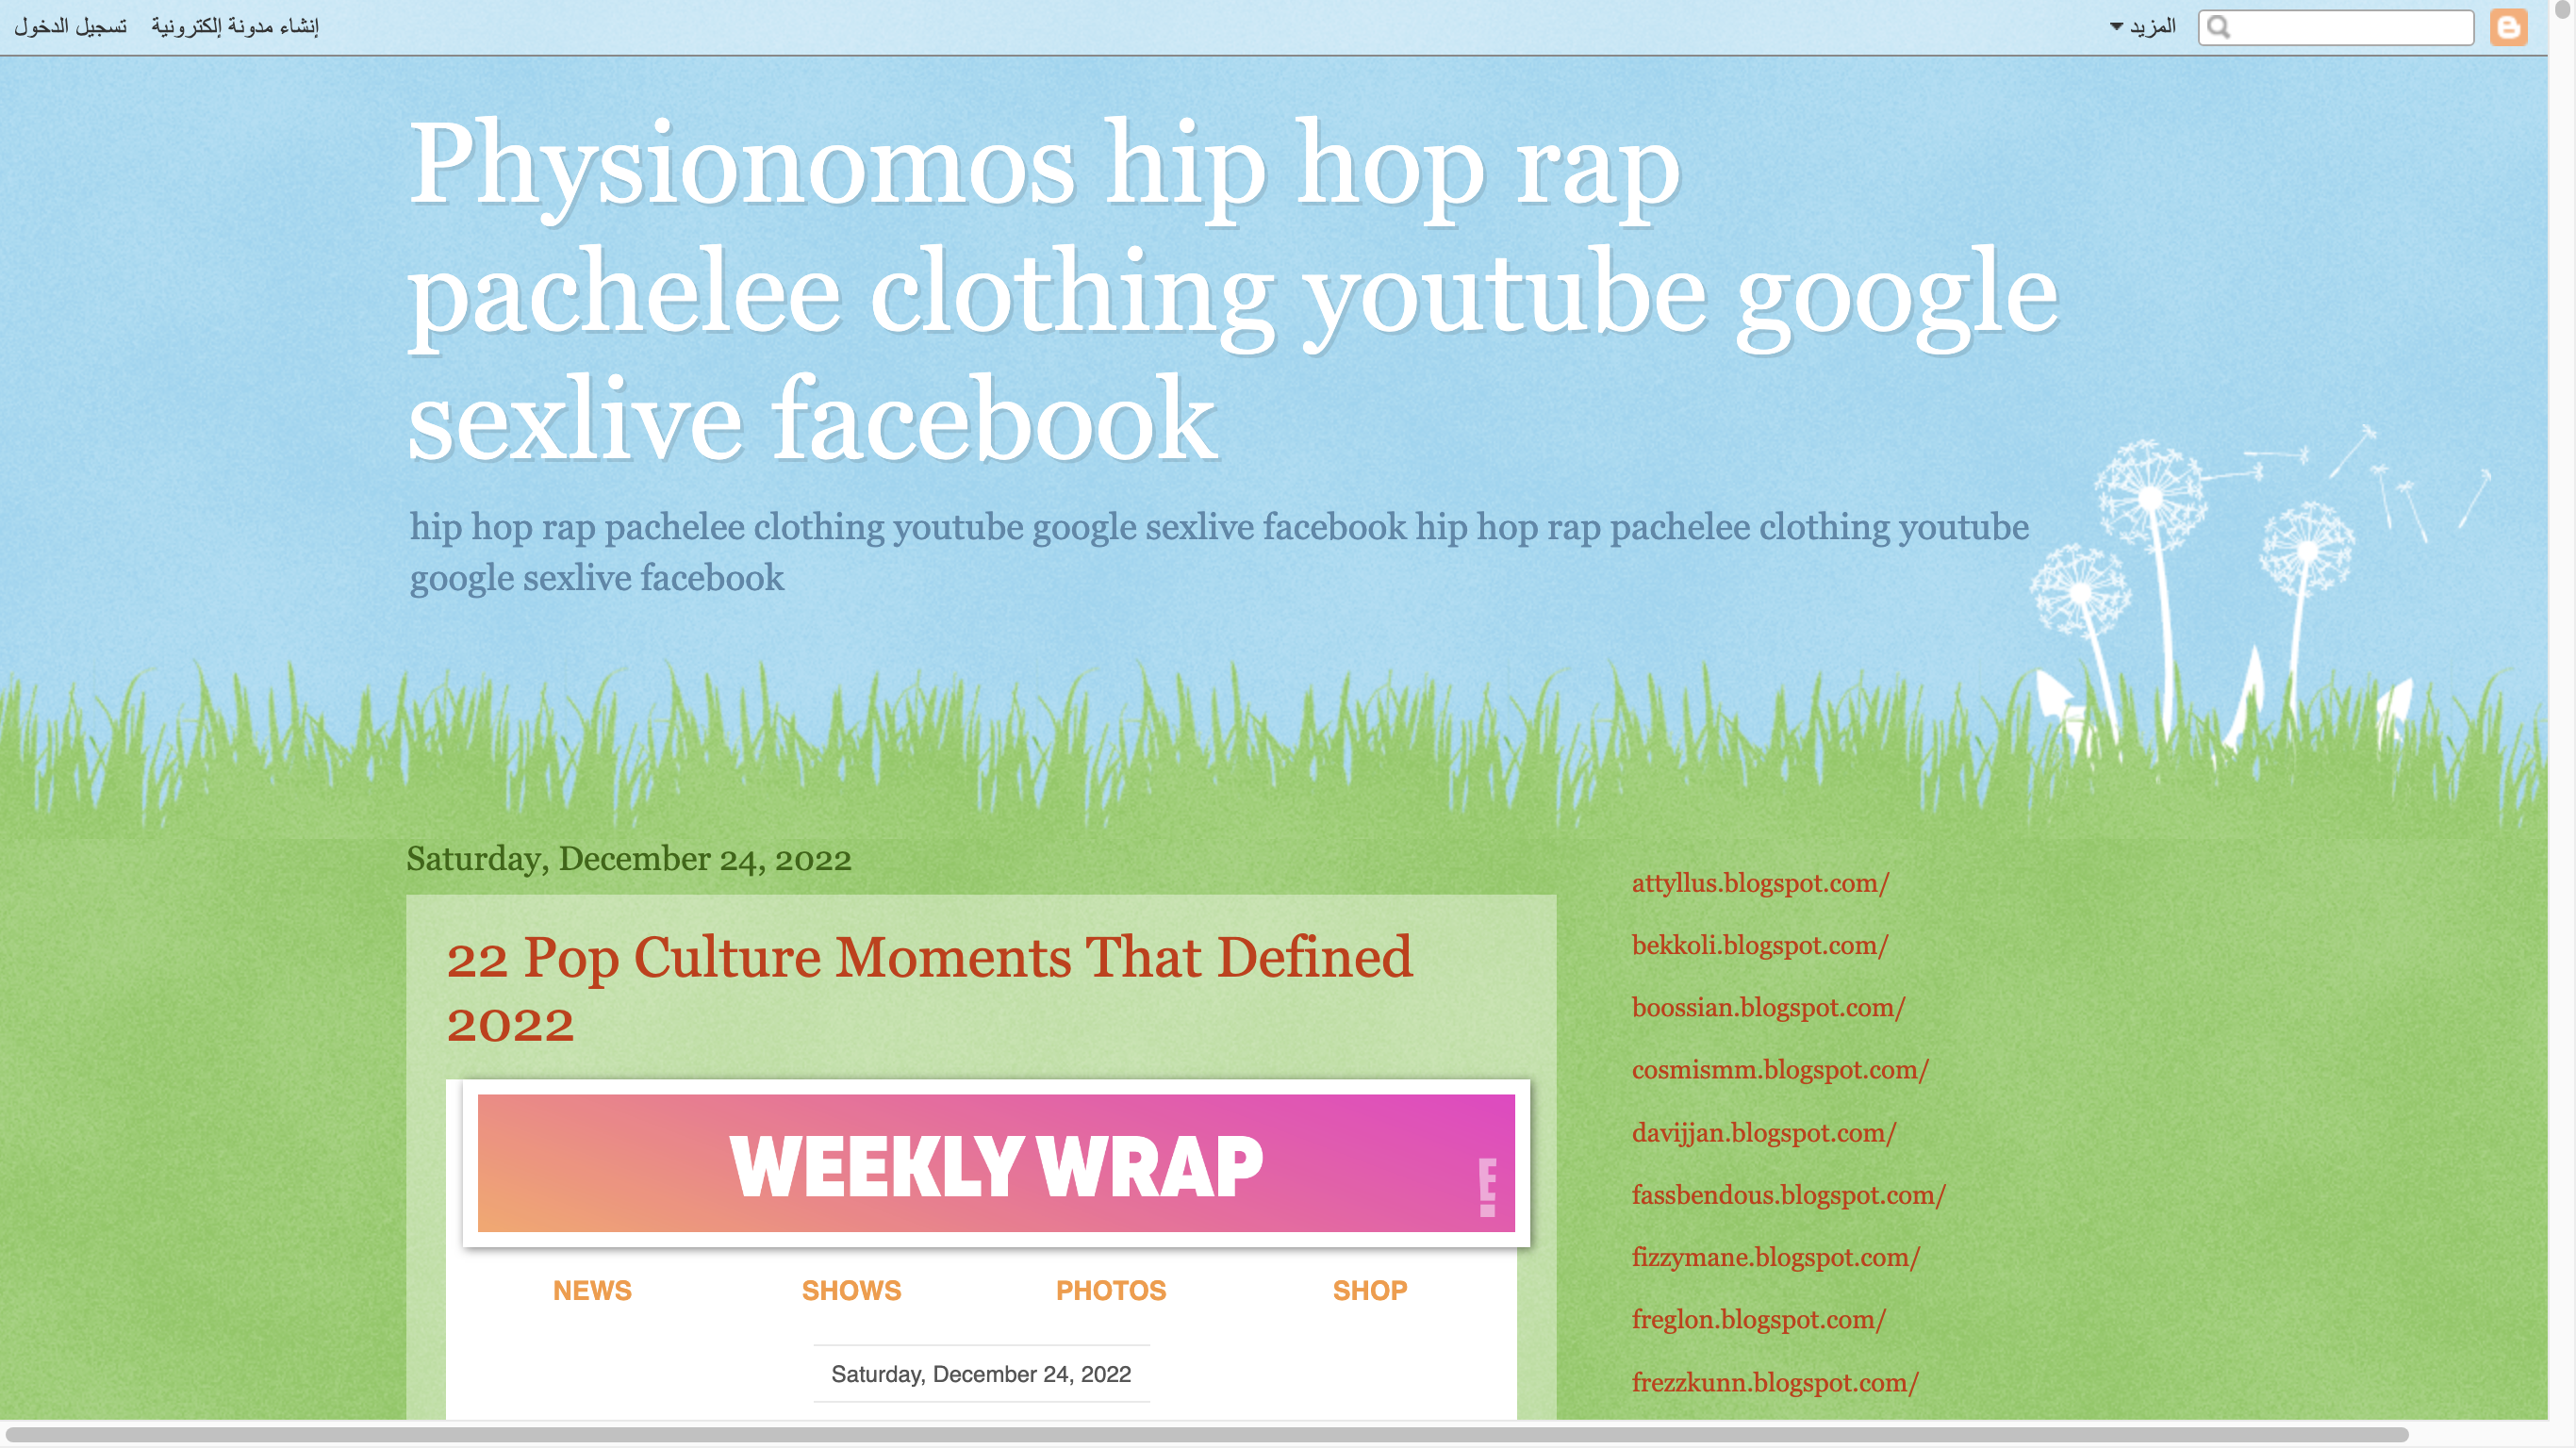 تسجيل الدخول
إنشاء مدونة إلكترونية
المزيد
Physionomos hip hop rap
pachelee clothing youtube google
sexlive facebook
hip hop rap pachelee clothing youtube google sexlive facebook hip hop rap pachelee clothing youtube
google sexlive facebook
Saturday, December 24, 2022
22 Pop Culture Moments That Defined
2022
WEEKLY WRAP
E!
NEWS
SHOWS
PHOTOS
SHOP
Saturday, December 24, 2022
attyllus.blogspot.com/
bekkoli.blogspot.com/
boossian.blogspot.com/
cosmismm.blogspot.com/
davijjan.blogspot.com/
fassbendous.blogspot.com/
fizzymane.blogspot.com/
freglon.blogspot.com/
frezzkunn.blogspot.com/